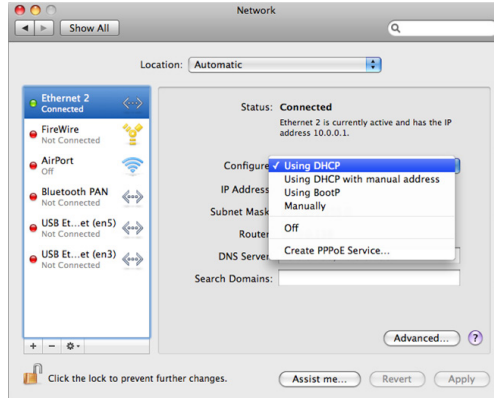 Network
Show All
Location: Automatic
Ethernet 2
Connected
FireWire
Not Connected
AirPort
Off
Bluetooth PAN
Not Connected
USB Et...et (en5)
Not Connected
USB Et...et (en3)
Not Connected
Status: Connected
Ethernet 2 is currently active and has the IP
address 10.0.0.1.
Configure
✓ Using DHCP
Using DHCP with manual address
Using BootP
Manually
Off
Create PPPoE Service...
IP Address
Subnet Mask
Router
DNS Server
Search Domains:
Advanced... ?
+ −
Click the lock to prevent further changes.
Assist me... Revert Apply